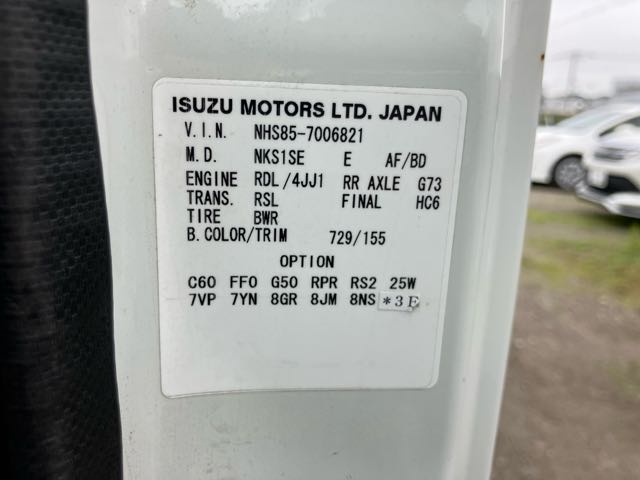 ISUZU MOTORS LTD. JAPAN
V.I.N. NHS85-7006821
M.D. NKS1SE E AF/BD
ENGINE RDL/4JJ1 RR AXLE G73
TRANS. RSL FINAL HC6
TIRE BWR
B.COLOR/TRIM 729/155
OPTION
C60 FF0 G50 RPR RS2 25W
7VP 7YN 8GR 8JM 8NS *3E